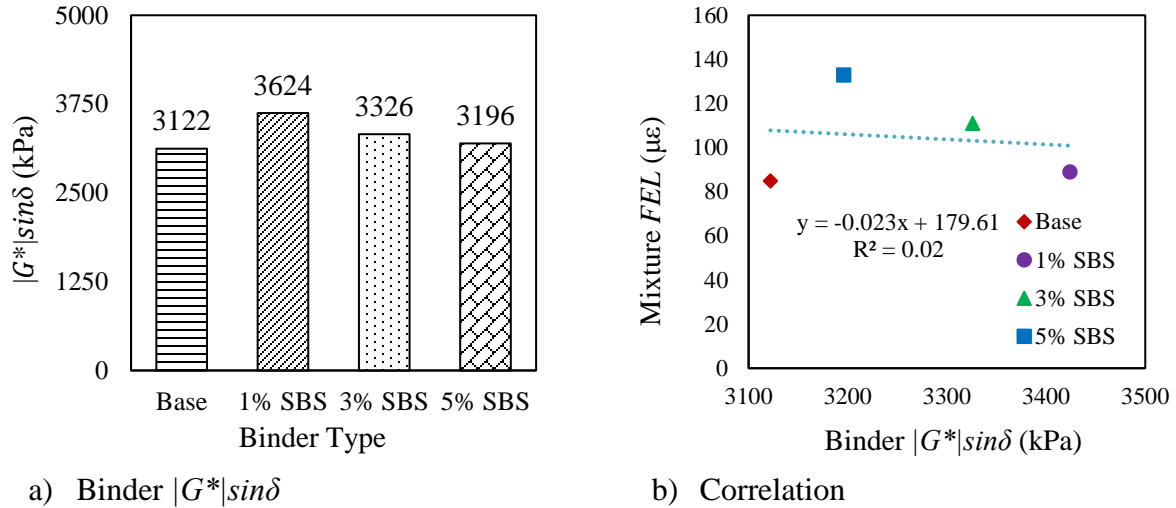 5000
3750
2500
1250
0
|G*|sinδ (kPa)
3122
3624
3326
3196
Base 1% SBS 3% SBS 5% SBS
Binder Type
a) Binder |G*|sinδ
160
140
120
100
80
60
40
20
0
Mixture FEL (με)
y = -0.023x + 179.61
R² = 0.02
Base
1% SBS
3% SBS
5% SBS
3100 3200 3300 3400 3500
Binder |G*|sinδ (kPa)
b) Correlation